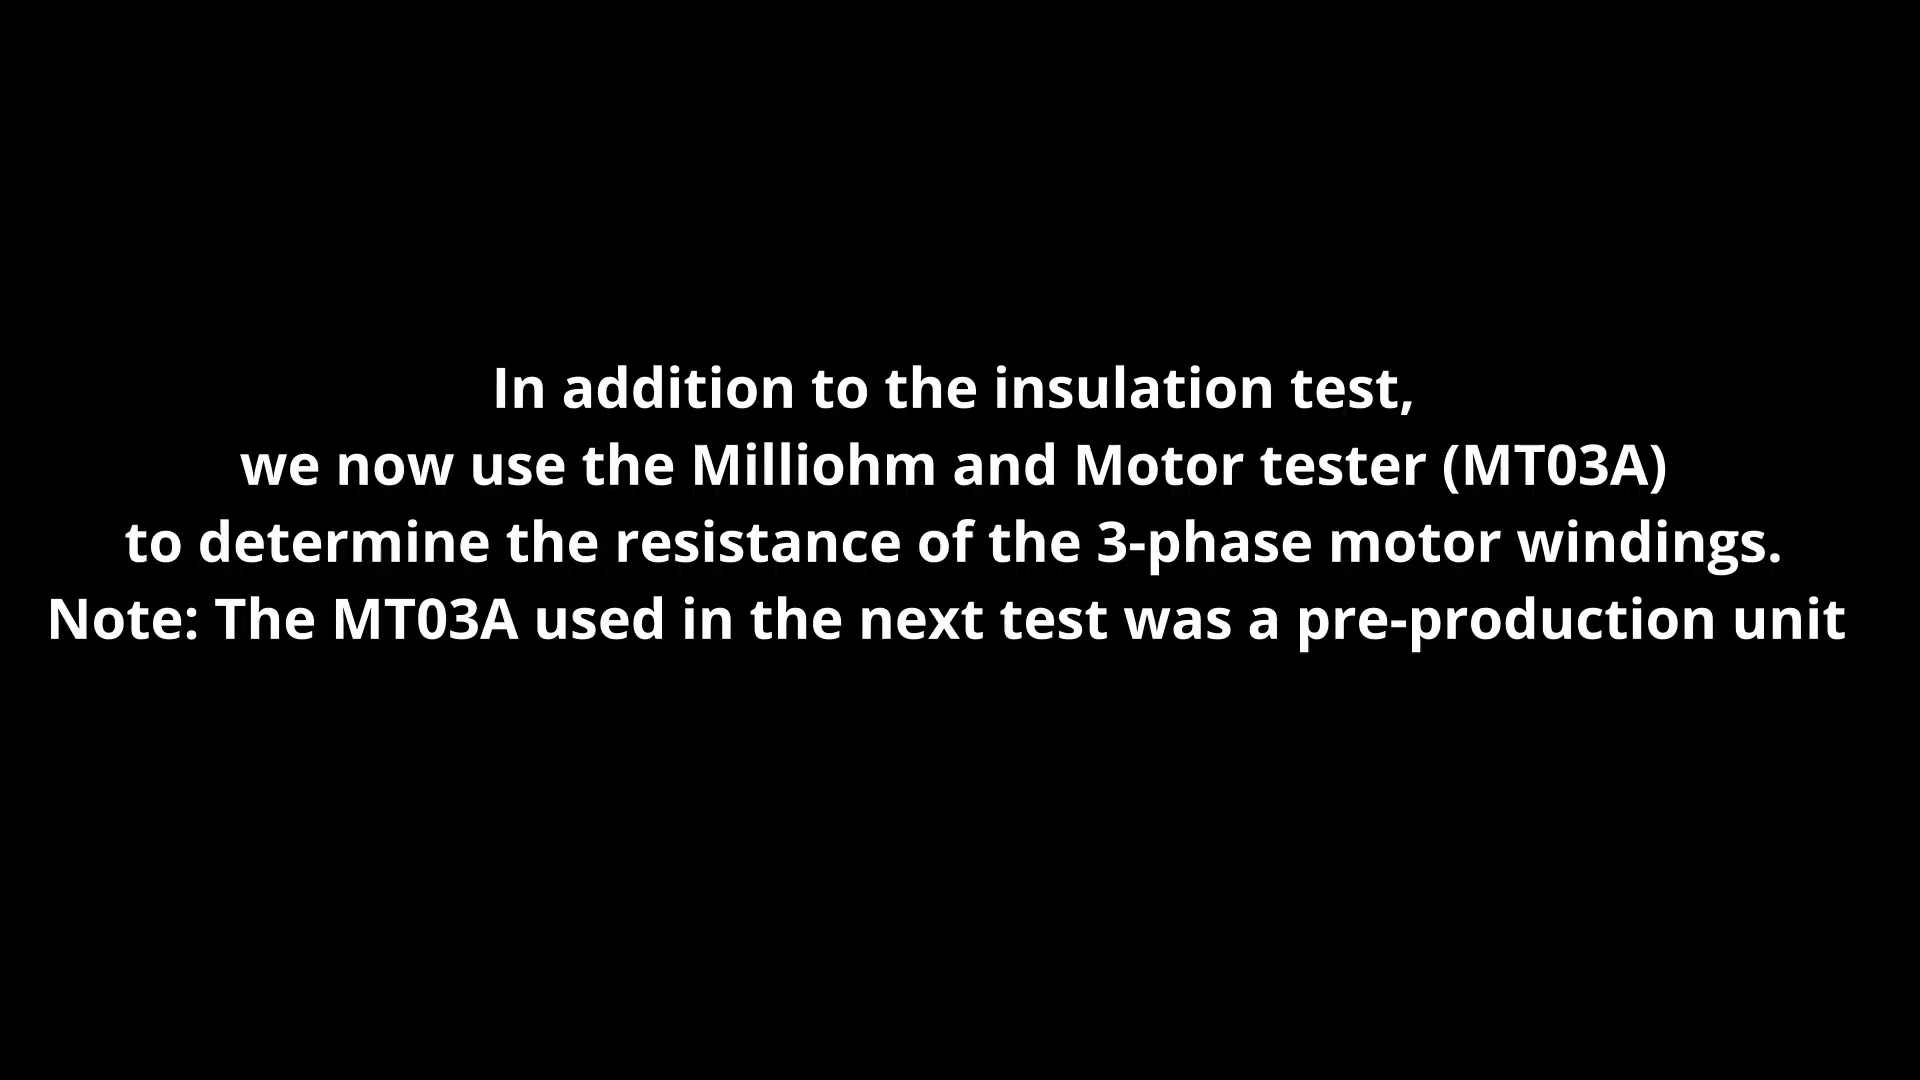 In addition to the insulation test,
we now use the Milliohm and Motor tester (MT03A)
to determine the resistance of the 3-phase motor windings.
Note: The MT03A used in the next test was a pre-production unit